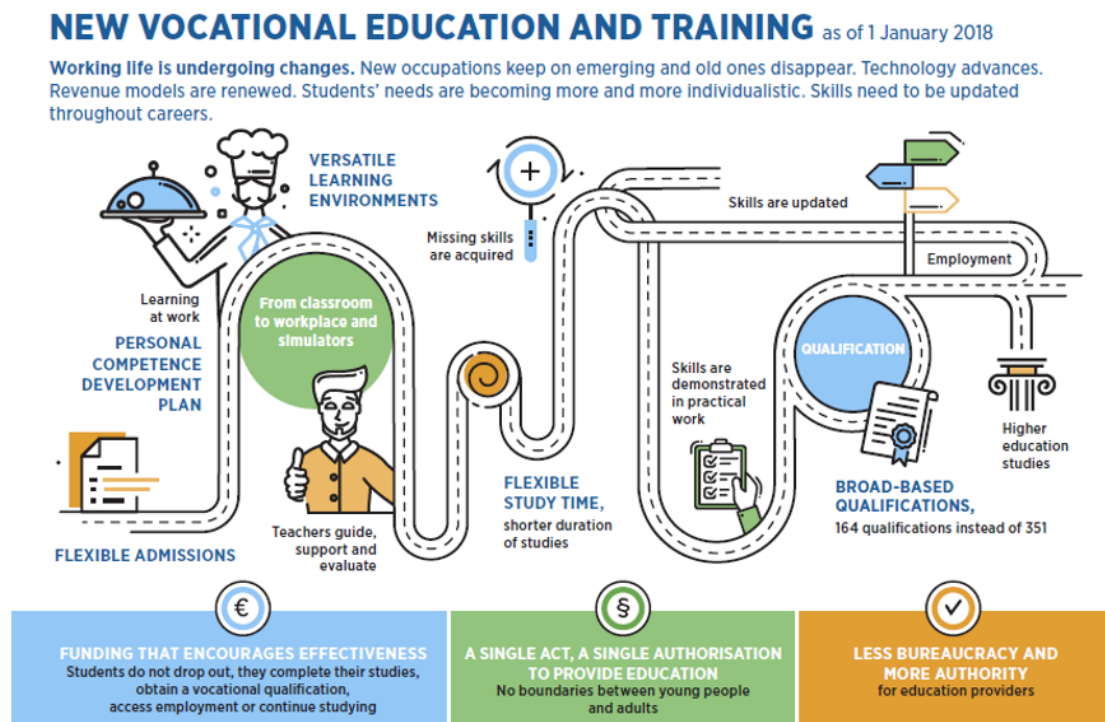 NEW VOCATIONAL EDUCATION AND TRAINING as of 1 January 2018
Working life is undergoing changes. New occupations keep on emerging and old ones disappear. Technology advances.
Revenue models are renewed. Students' needs are becoming more and more individualistic. Skills need to be updated
throughout careers.
VERSATILE
LEARNING
ENVIRONMENTS
Learning
at work
From classroom
to workplace and
simulators
PERSONAL
COMPETENCE
DEVELOPMENT
PLAN
FLEXIBLE ADMISSIONS
Teachers guide,
support and
evaluate
Missing skills
are acquired
FLEXIBLE
STUDY TIME,
shorter duration
of studies
Skills are updated
Employment
Skills are
demonstrated
in practical
work
QUALIFICATION
Higher
education
studies
BROAD-BASED
QUALIFICATIONS,
164 qualifications instead of 351
€
FUNDING THAT ENCOURAGES EFFECTIVENESS
Students do not drop out, they complete their studies,
obtain a vocational qualification,
access employment or continue studying
§
A SINGLE ACT, A SINGLE AUTHORISATION
TO PROVIDE EDUCATION
No boundaries between young people
and adults
LESS BUREAUCRACY AND
MORE AUTHORITY
for education providers